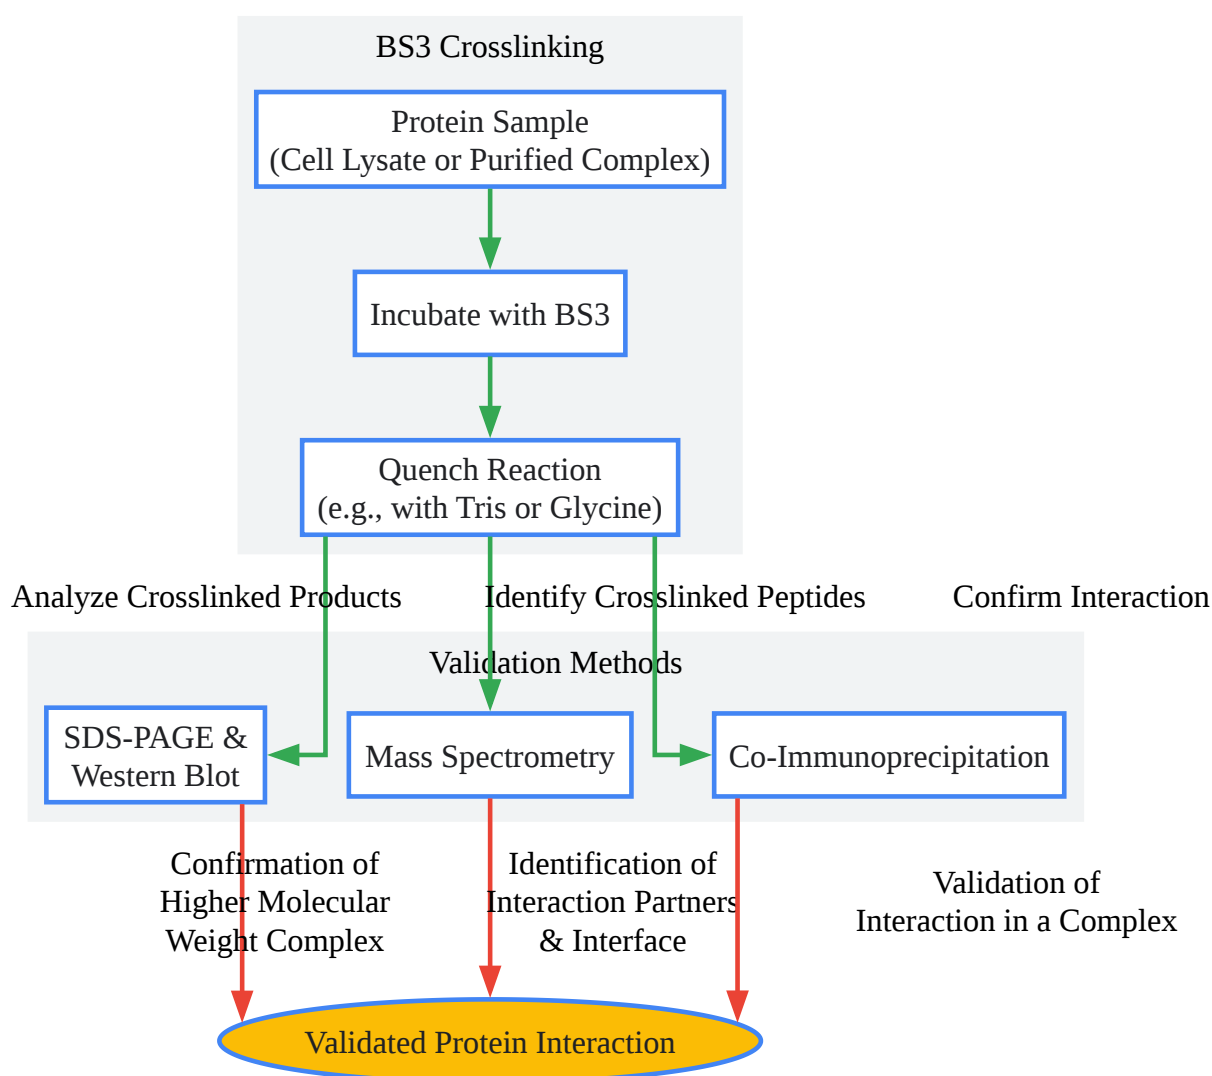 BS3 Crosslinking
Protein Sample
(Cell Lysate or Purified Complex)
Incubate with BS3
Quench Reaction
(e.g., with Tris or Glycine)
Analyze Crosslinked Products
Identify Crosslinked Peptides
Confirm Interaction
Validation Methods
SDS-PAGE &
Western Blot
Mass Spectrometry
Co-Immunoprecipitation
Confirmation of
Higher Molecular
Weight Complex
Identification of
Interaction Partners
& Interface
Validation of
Interaction in a Complex
Validated Protein Interaction